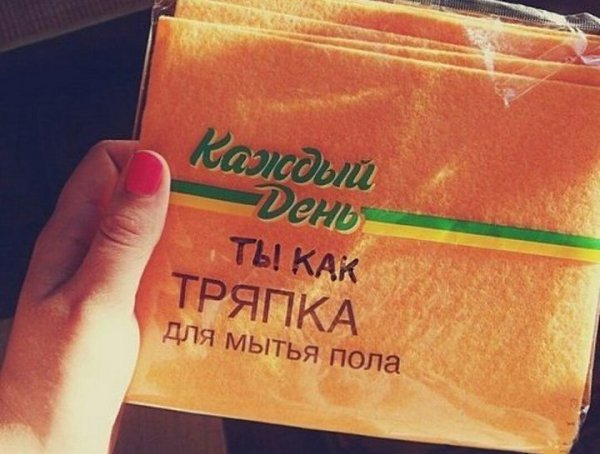 Каждый
День
ТЫ КАК
ТРЯПКА
для мытья пола